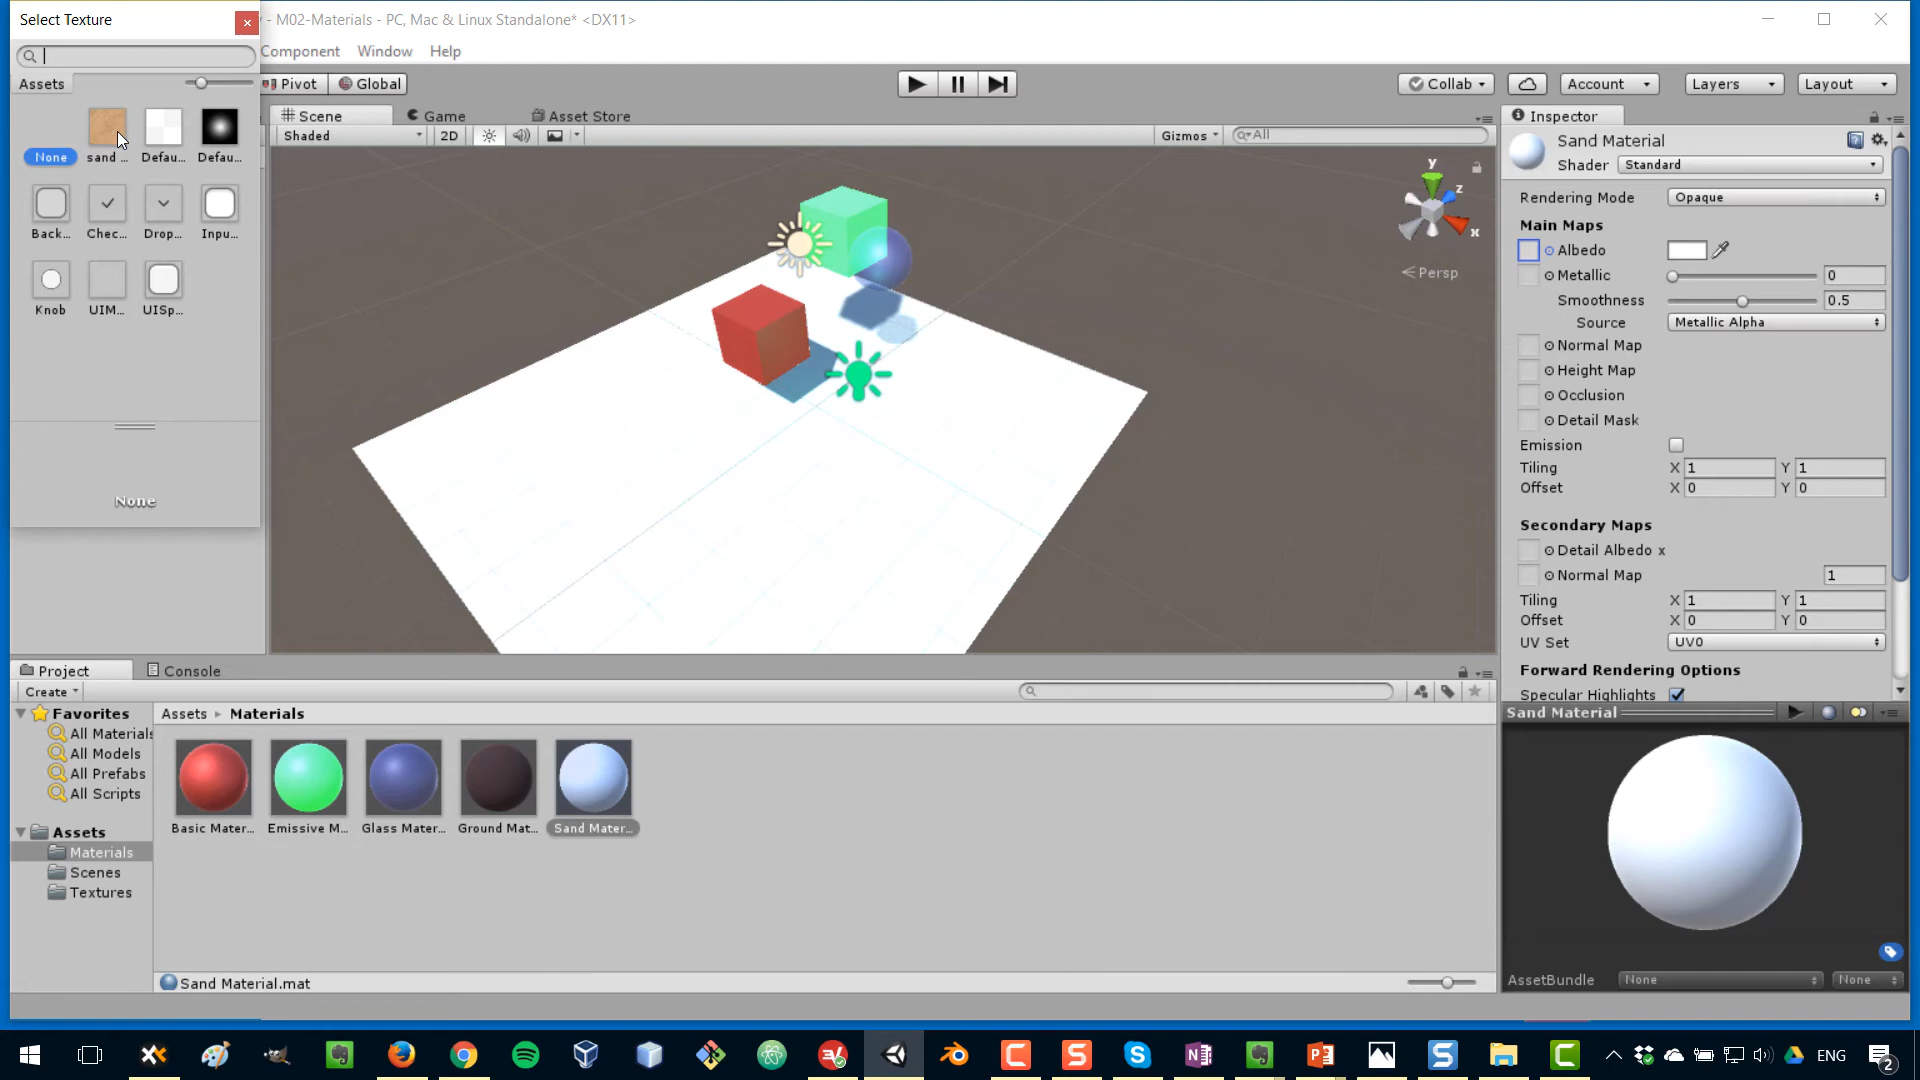 Select Texture
- M02-Materials - PC, Mac & Linux Standalone* <DX11>
Component Window Help
Assets
Pivot Global
Collab Account Layers Layout
Scene Game Asset Store
Shaded 2D Gizmos All
None sand ... Defau... Defau...
Back... Chec... Drop... Inpu...
Knob UIM... UISp...
None
y
z
x
Persp
Inspector
Sand Material
Shader Standard
Rendering Mode Opaque
Main Maps
Albedo
Metallic 0
Smoothness 0.5
Source Metallic Alpha
Normal Map
Height Map
Occlusion
Detail Mask
Emission
Tiling X 1 Y 1
Offset X 0 Y 0
Secondary Maps
Detail Albedo x
Normal Map 1
Tiling X 1 Y 1
Offset X 0 Y 0
UV Set UV0
Forward Rendering Options
Specular Highlights
Project Console
Create
Favorites
All Materials
All Models
All Prefabs
All Scripts
Assets
Materials
Scenes
Textures
Assets Materials
Basic Mater... Emissive M... Glass Mater... Ground Mat... Sand Mater...
Sand Material.mat
Sand Material
AssetBundle None None
ENG 2